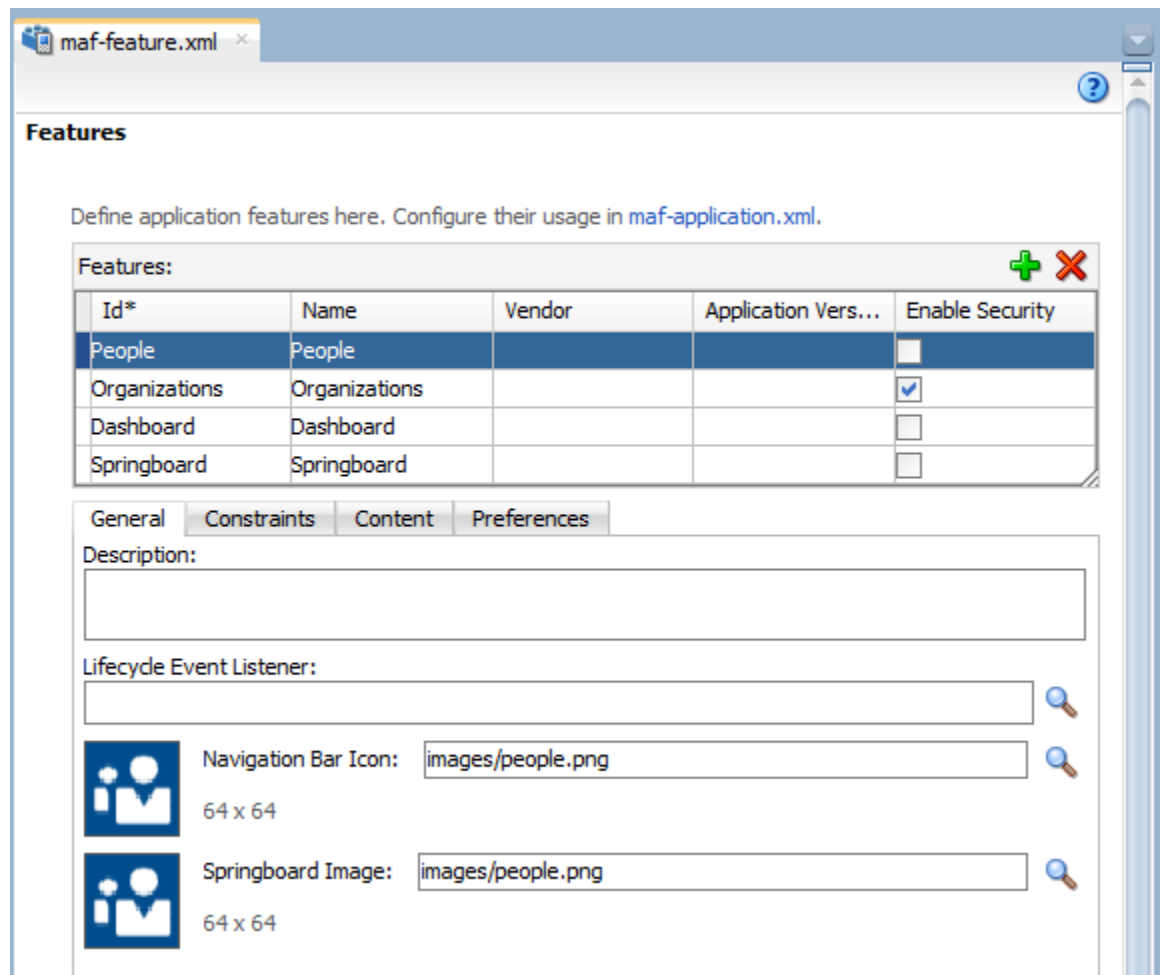 maf-feature.xml
Features
Define application features here. Configure their usage in maf-application.xml.
Features:
Id* Name Vendor Application Vers... Enable Security
People People
Organizations Organizations
Dashboard Dashboard
Springboard Springboard
General Constraints Content Preferences
Description:
Lifecycle Event Listener:
Navigation Bar Icon: images/people.png
64 x 64
Springboard Image: images/people.png
64 x 64